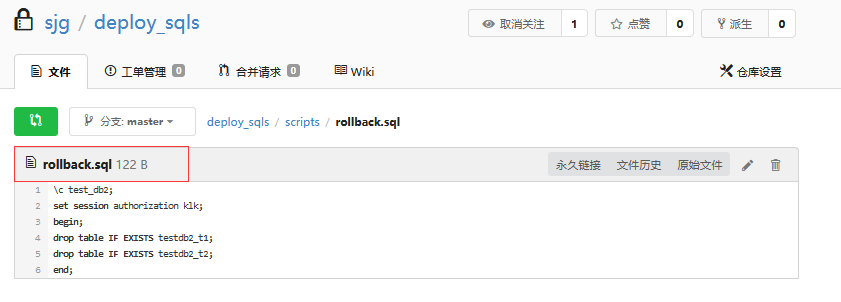 sjg / deploy_sqls 取消关注 1 点赞 0 派生 0
文件 工单管理 0 合并请求 0 Wiki 仓库设置
分支: master deploy_sqls / scripts / rollback.sql
rollback.sql 122 B 永久链接 文件历史 原始文件
1 \c test_db2;
2 set session authorization klk;
3 begin;
4 drop table IF EXISTS testdb2_t1;
5 drop table IF EXISTS testdb2_t2;
6 end;